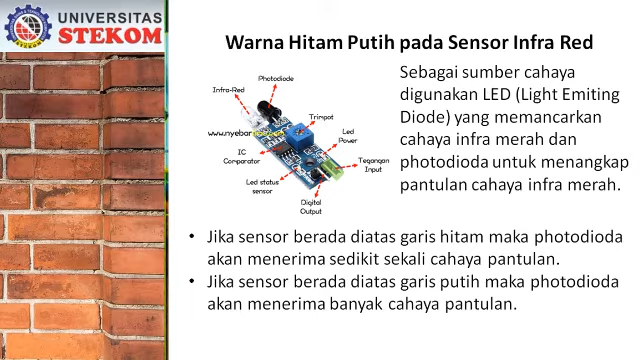 UNIVERSITAS
STEKOM
Warna Hitam Putih pada Sensor Infra Red
Photodiode
Infra-Red
Trimpot
Led
Power
IC
Comparator
Tegangan
Input
Led status
sensor
Digital
Output
Sebagai sumber cahaya
digunakan LED (Light Emiting
Diode) yang memancarkan
cahaya infra merah dan
photodioda untuk menangkap
pantulan cahaya infra merah.
• Jika sensor berada diatas garis hitam maka photodioda
akan menerima sedikit sekali cahaya pantulan.
• Jika sensor berada diatas garis putih maka photodioda
akan menerima banyak cahaya pantulan.